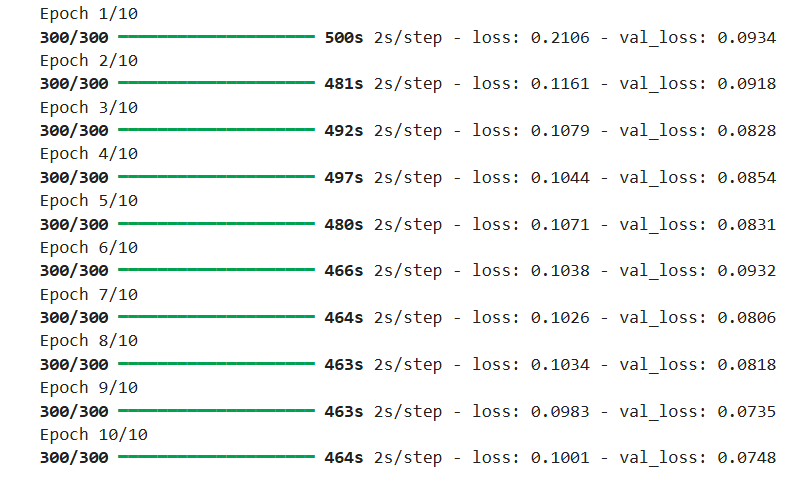 Epoch 1/10
300/300 ━━━━━━━━━━━━━━━━━━━━ 500s 2s/step - loss: 0.2106 - val_loss: 0.0934
Epoch 2/10
300/300 ━━━━━━━━━━━━━━━━━━━━ 481s 2s/step - loss: 0.1161 - val_loss: 0.0918
Epoch 3/10
300/300 ━━━━━━━━━━━━━━━━━━━━ 492s 2s/step - loss: 0.1079 - val_loss: 0.0828
Epoch 4/10
300/300 ━━━━━━━━━━━━━━━━━━━━ 497s 2s/step - loss: 0.1044 - val_loss: 0.0854
Epoch 5/10
300/300 ━━━━━━━━━━━━━━━━━━━━ 480s 2s/step - loss: 0.1071 - val_loss: 0.0831
Epoch 6/10
300/300 ━━━━━━━━━━━━━━━━━━━━ 466s 2s/step - loss: 0.1038 - val_loss: 0.0932
Epoch 7/10
300/300 ━━━━━━━━━━━━━━━━━━━━ 464s 2s/step - loss: 0.1026 - val_loss: 0.0806
Epoch 8/10
300/300 ━━━━━━━━━━━━━━━━━━━━ 463s 2s/step - loss: 0.1034 - val_loss: 0.0818
Epoch 9/10
300/300 ━━━━━━━━━━━━━━━━━━━━ 463s 2s/step - loss: 0.0983 - val_loss: 0.0735
Epoch 10/10
300/300 ━━━━━━━━━━━━━━━━━━━━ 464s 2s/step - loss: 0.1001 - val_loss: 0.0748